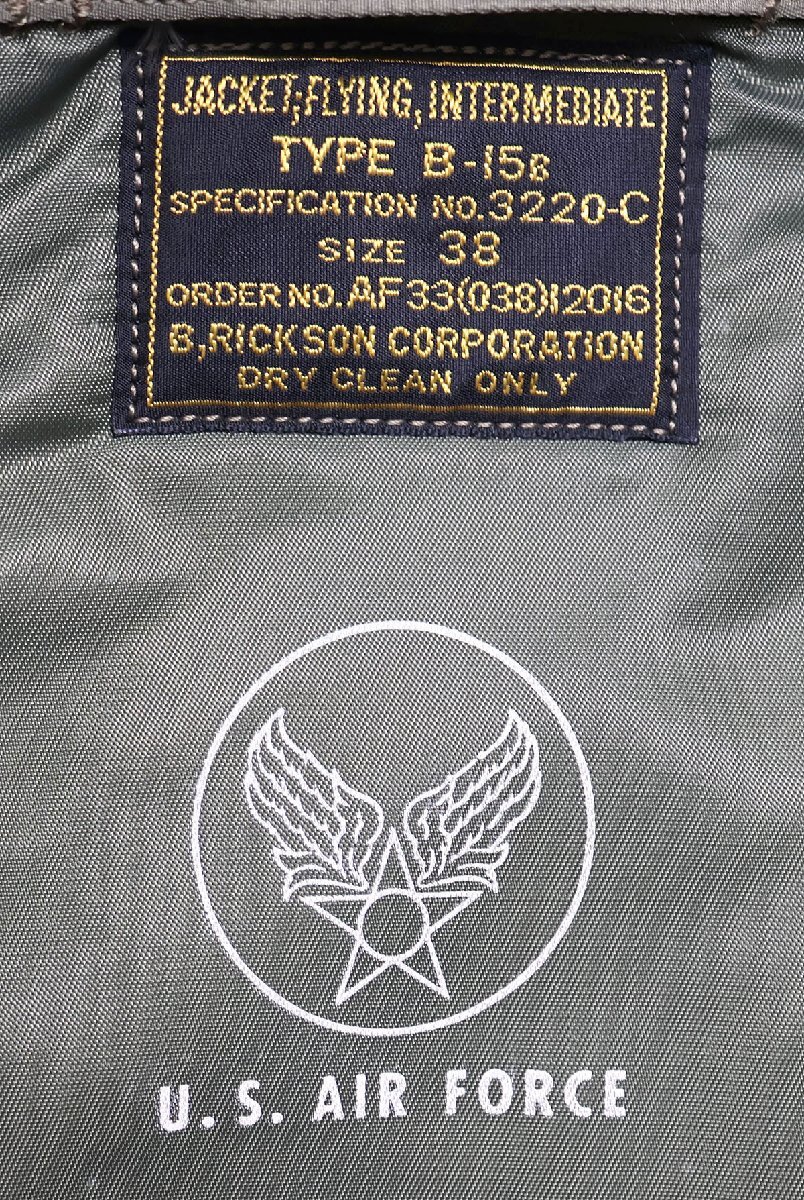 JACKET,FLYING, INTERMEDIATE
TYPE B-15B
SPECIFICATION NO.3220-C
SIZE 38
ORDER NO.AF33(038)12016
B,RICKSON CORPORATION
DRY CLEAN ONLY
U.S. AIR FORCE